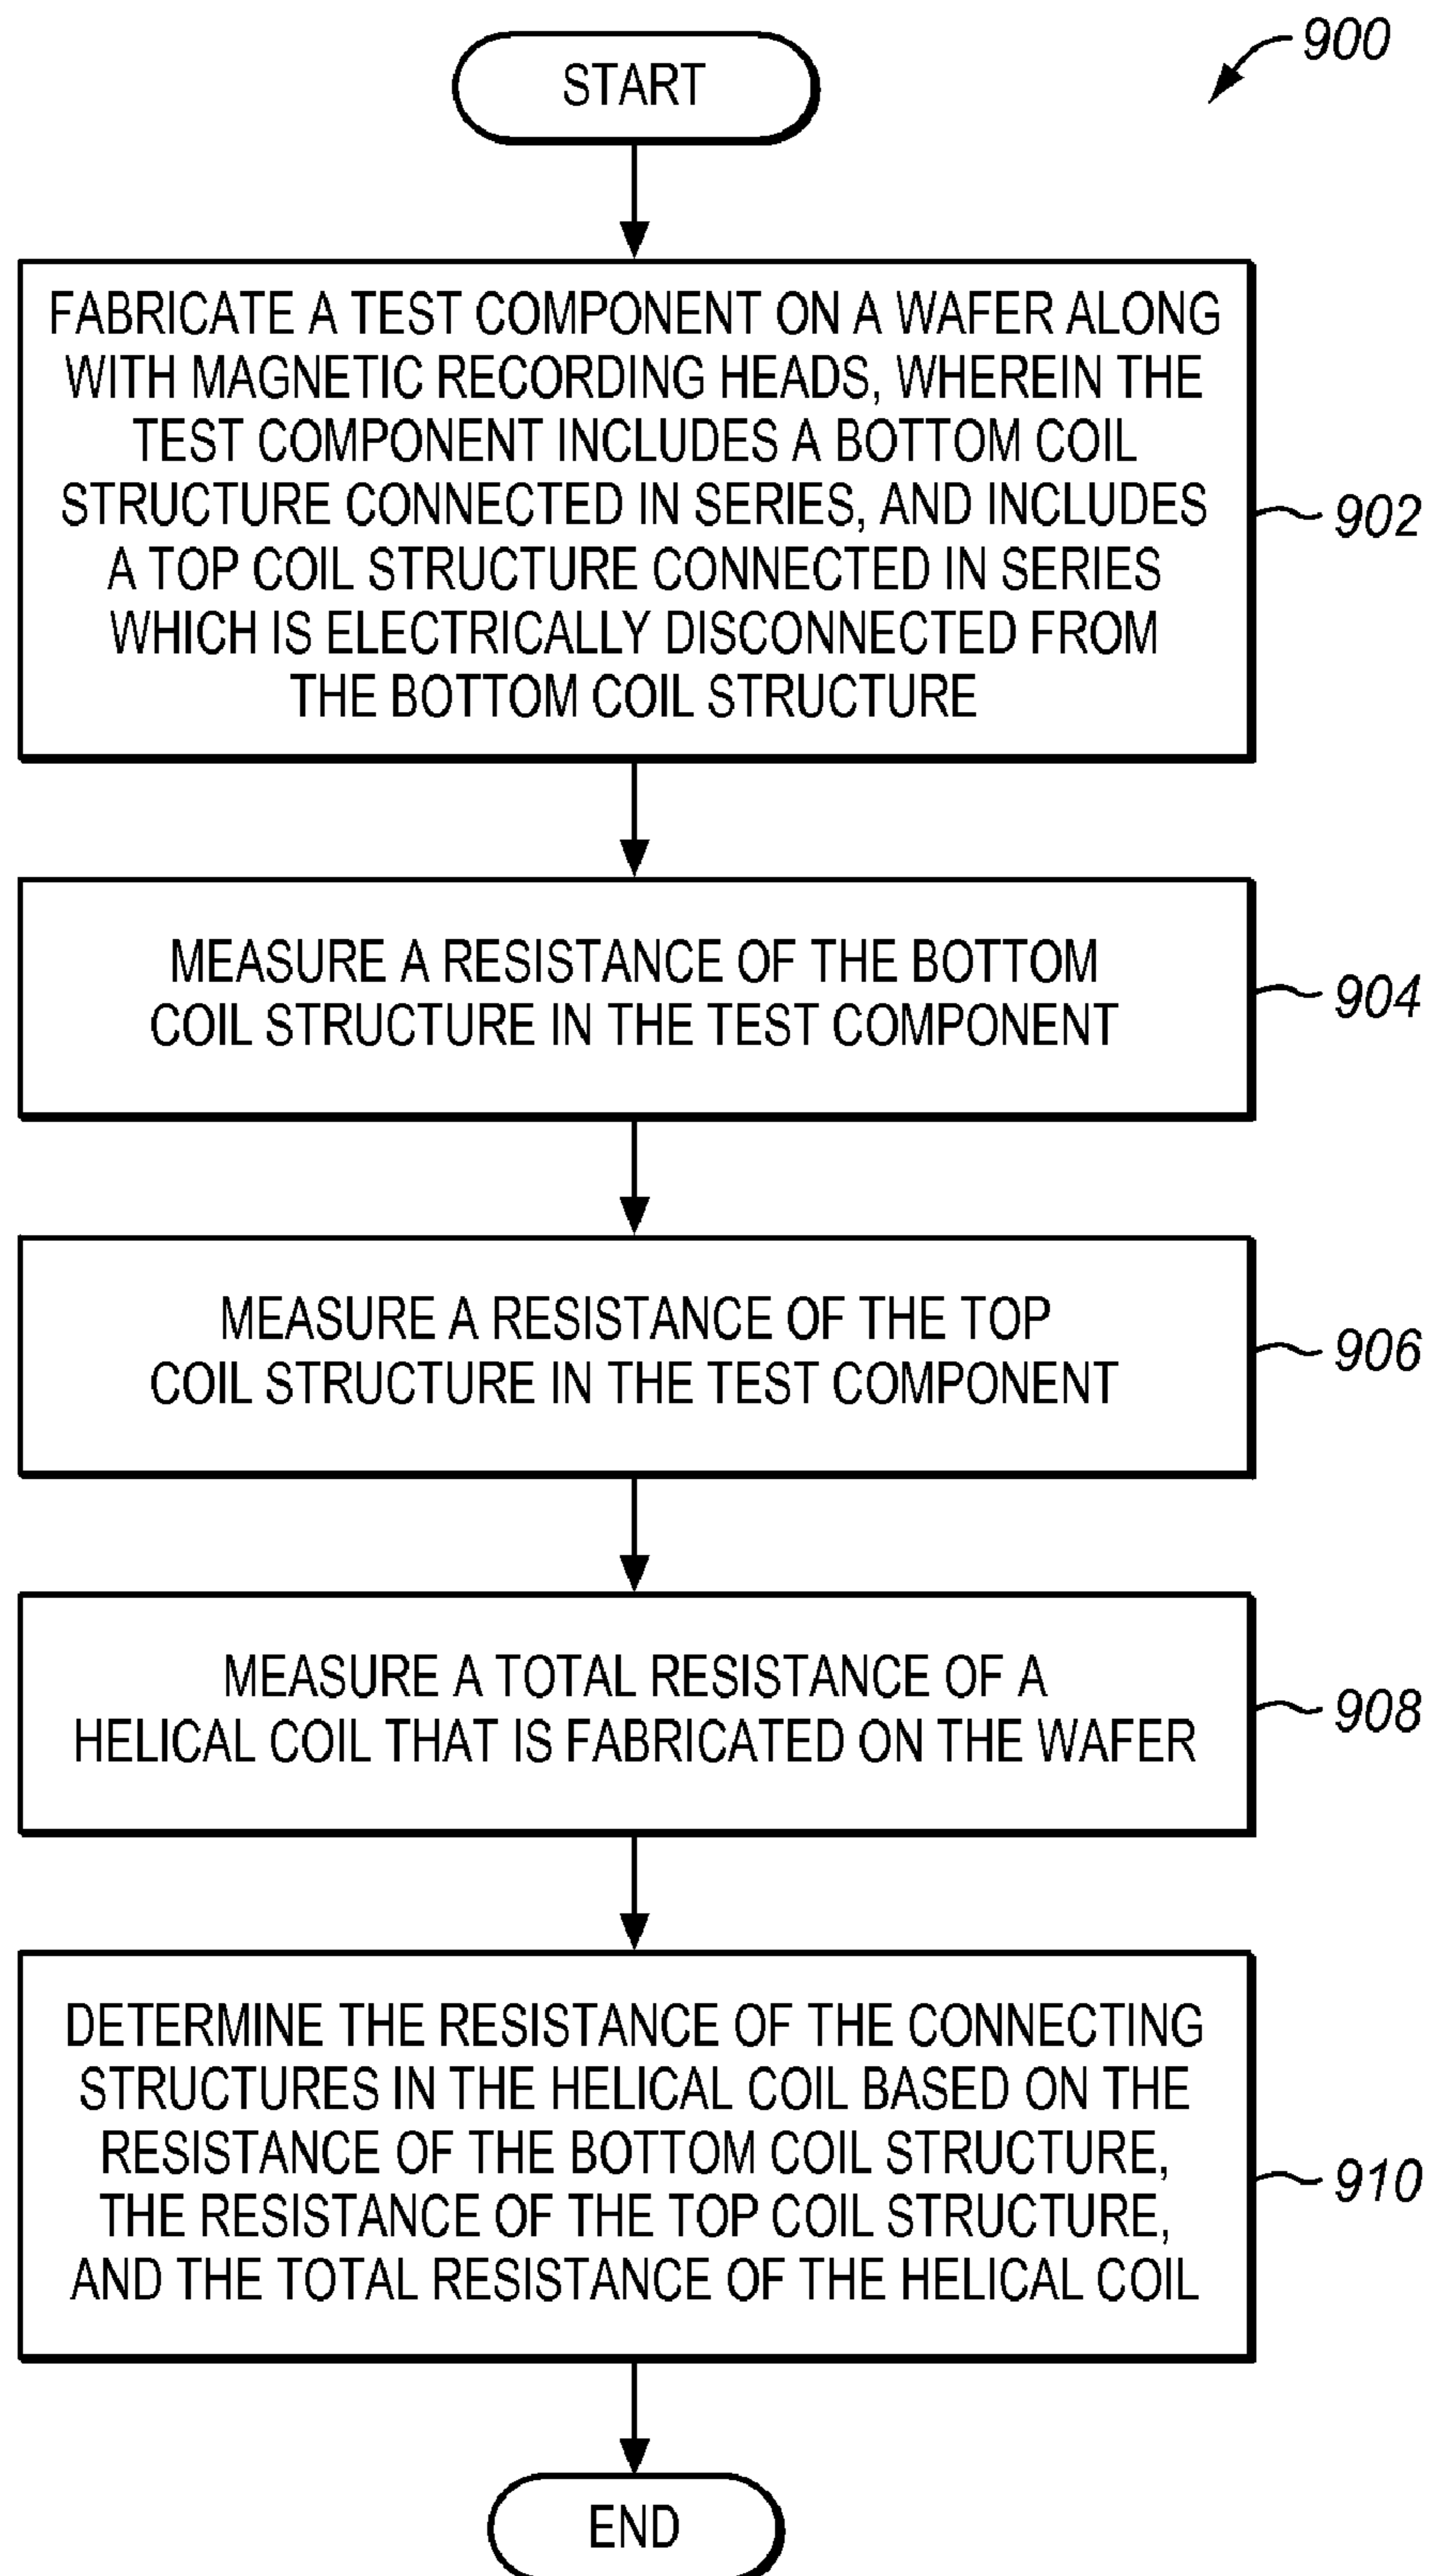 900
START
FABRICATE A TEST COMPONENT ON A WAFER ALONG
WITH MAGNETIC RECORDING HEADS, WHEREIN THE
TEST COMPONENT INCLUDES A BOTTOM COIL
STRUCTURE CONNECTED IN SERIES, AND INCLUDES
A TOP COIL STRUCTURE CONNECTED IN SERIES
WHICH IS ELECTRICALLY DISCONNECTED FROM
THE BOTTOM COIL STRUCTURE
902
MEASURE A RESISTANCE OF THE BOTTOM
COIL STRUCTURE IN THE TEST COMPONENT
904
MEASURE A RESISTANCE OF THE TOP
COIL STRUCTURE IN THE TEST COMPONENT
906
MEASURE A TOTAL RESISTANCE OF A
HELICAL COIL THAT IS FABRICATED ON THE WAFER
908
DETERMINE THE RESISTANCE OF THE CONNECTING
STRUCTURES IN THE HELICAL COIL BASED ON THE
RESISTANCE OF THE BOTTOM COIL STRUCTURE,
THE RESISTANCE OF THE TOP COIL STRUCTURE,
AND THE TOTAL RESISTANCE OF THE HELICAL COIL
910
END